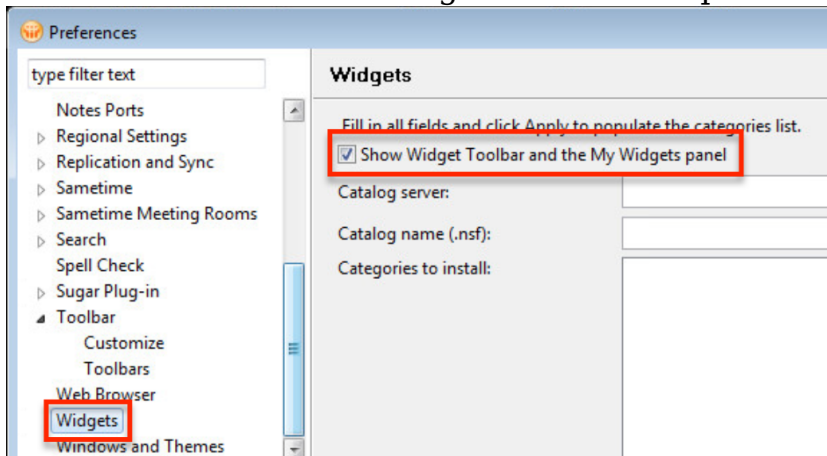 Preferences
type filter text
Notes Ports
Regional Settings
Replication and Sync
Sametime
Sametime Meeting Rooms
Search
Spell Check
Sugar Plug-in
Toolbar
Customize
Toolbars
Web Browser
Widgets
Windows and Themes
Widgets
Fill in all fields and click Apply to populate the categories list.
Show Widget Toolbar and the My Widgets panel
Catalog server:
Catalog name (.nsf):
Categories to install: